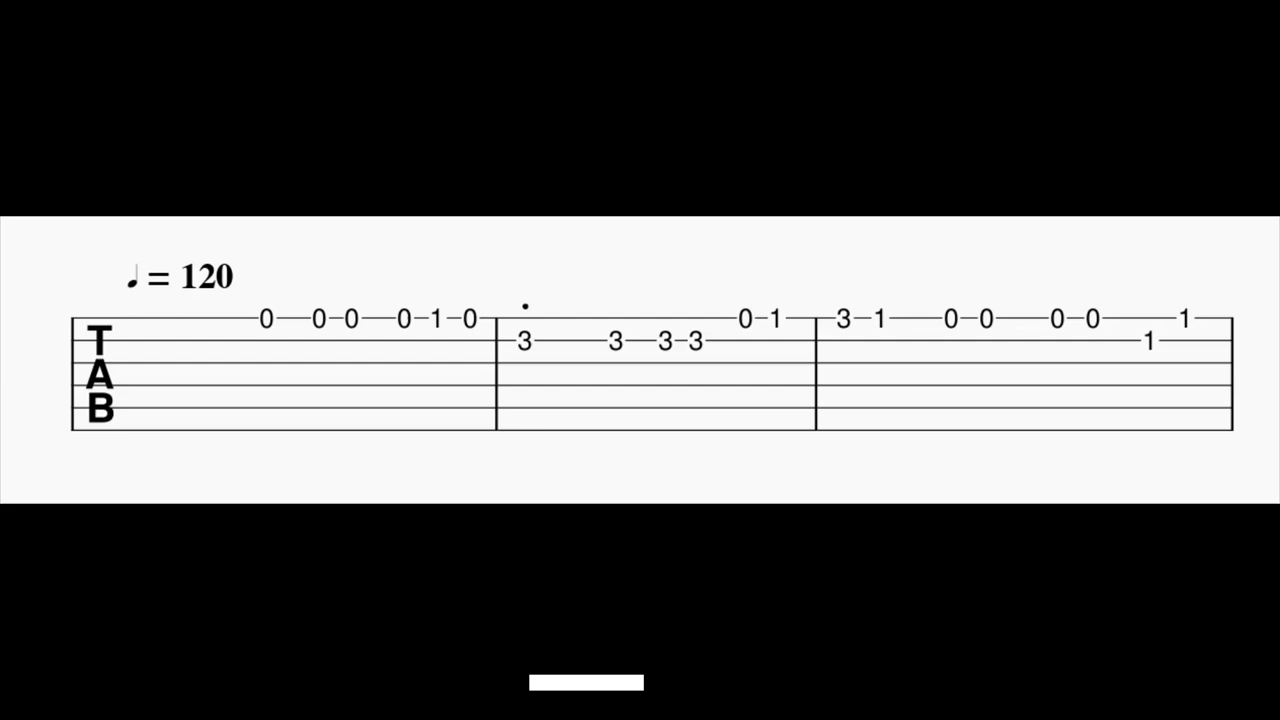 ♩ = 120
0 0 0 0 1 0 0 1 3 1 0 0 0 0 1
T 3 3 3 3 1
A
B